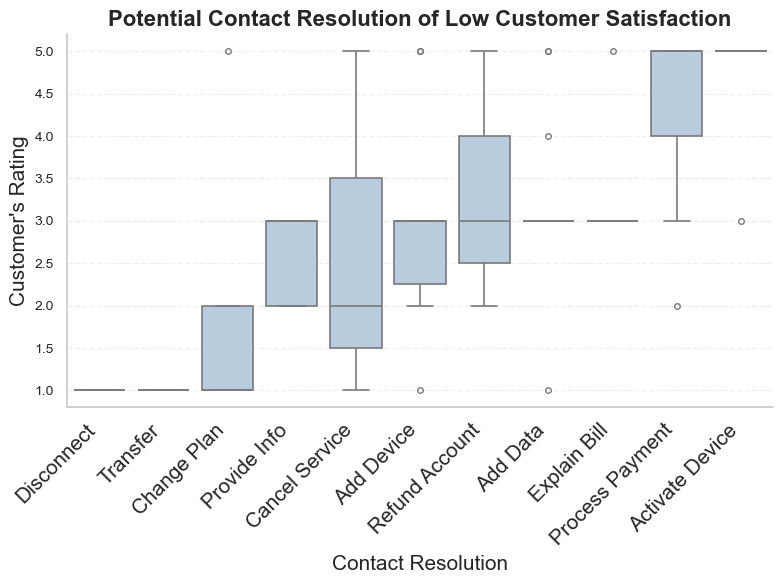 Potential Contact Resolution of Low Customer Satisfaction
Customer's Rating
5.0
4.5
4.0
3.5
3.0
2.5
2.0
1.5
1.0
Disconnect
Transfer
Change Plan
Provide Info
Cancel Service
Add Device
Refund Account
Add Data
Explain Bill
Process Payment
Activate Device
Contact Resolution